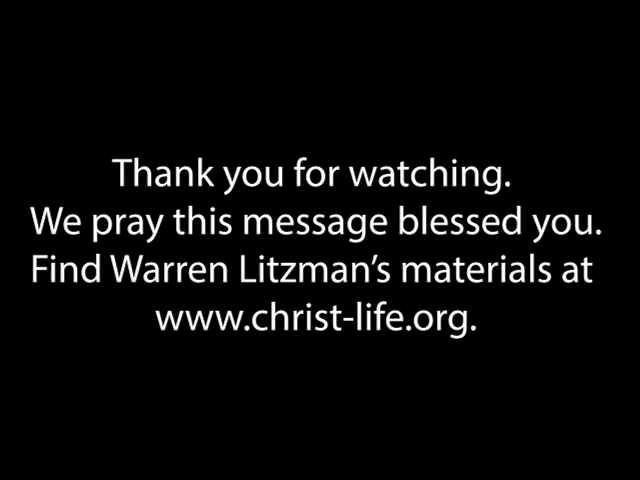 Thank you for watching.
We pray this message blessed you.
Find Warren Litzman’s materials at
www.christ-life.org.